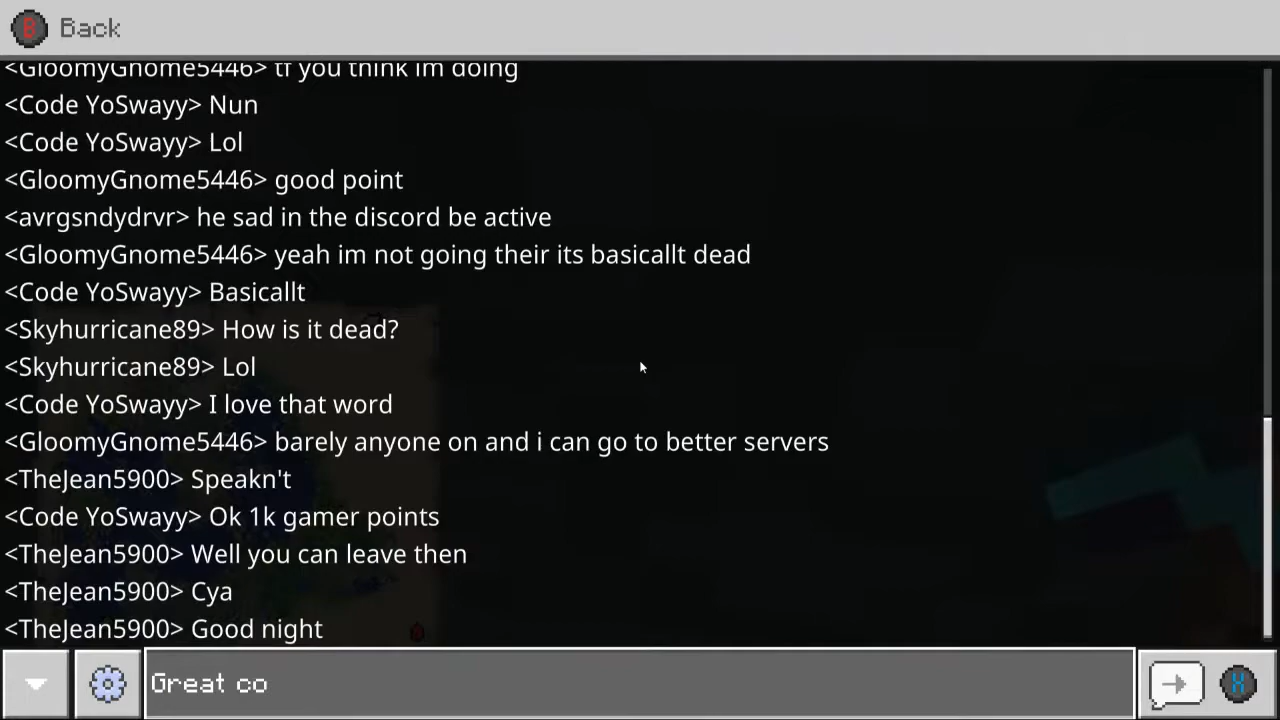 B Back
<GloomyGnome5446> tf you think im doing
<Code YoSwayy> Nun
<Code YoSwayy> Lol
<GloomyGnome5446> good point
<avrgsndydrvr> he sad in the discord be active
<GloomyGnome5446> yeah im not going their its basicallt dead
<Code YoSwayy> Basicallt
<Skyhurricane89> How is it dead?
<Skyhurricane89> Lol
<Code YoSwayy> I love that word
<GloomyGnome5446> barely anyone on and i can go to better servers
<TheJean5900> Speakn't
<Code YoSwayy> Ok 1k gamer points
<TheJean5900> Well you can leave then
<TheJean5900> Cya
<TheJean5900> Good night
Great co
X